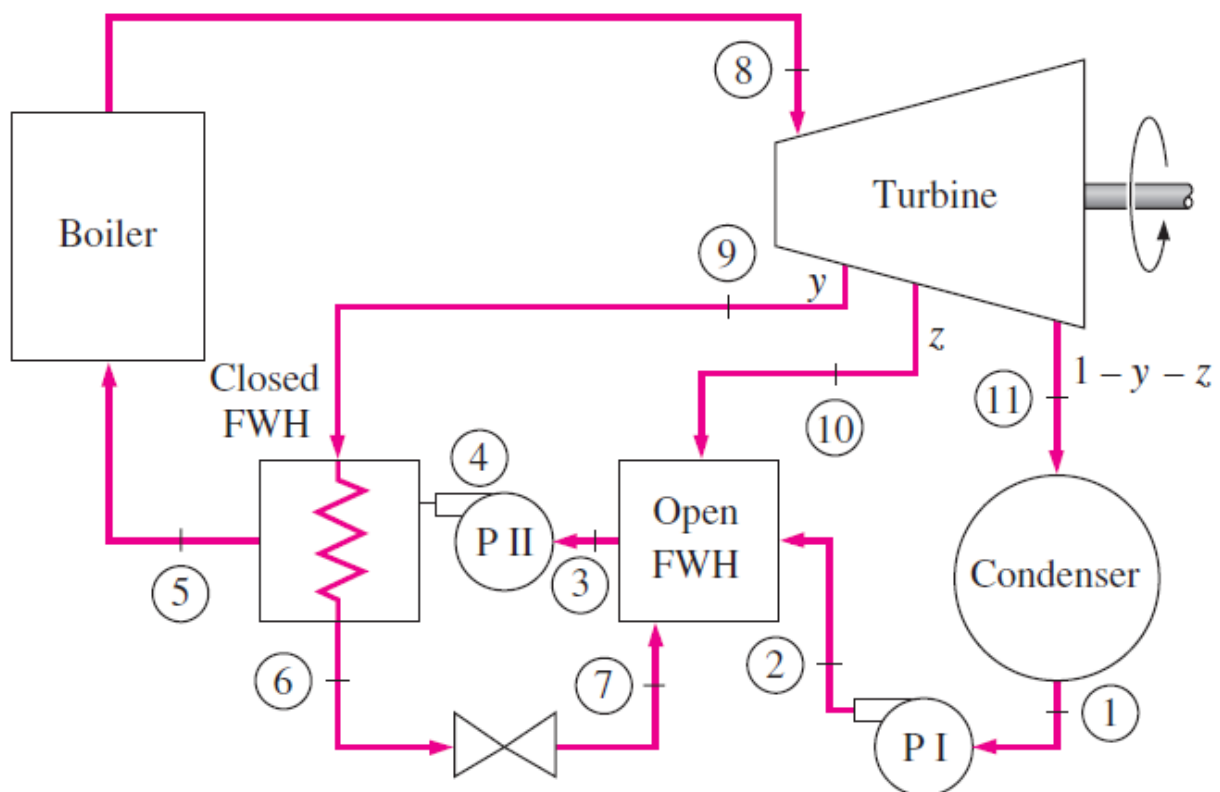 8
Turbine
Boiler
9
y
z
Closed
FWH
1 – y – z
11
10
4
Open
FWH
P II
3
Condenser
5
6
7
2
1
P I